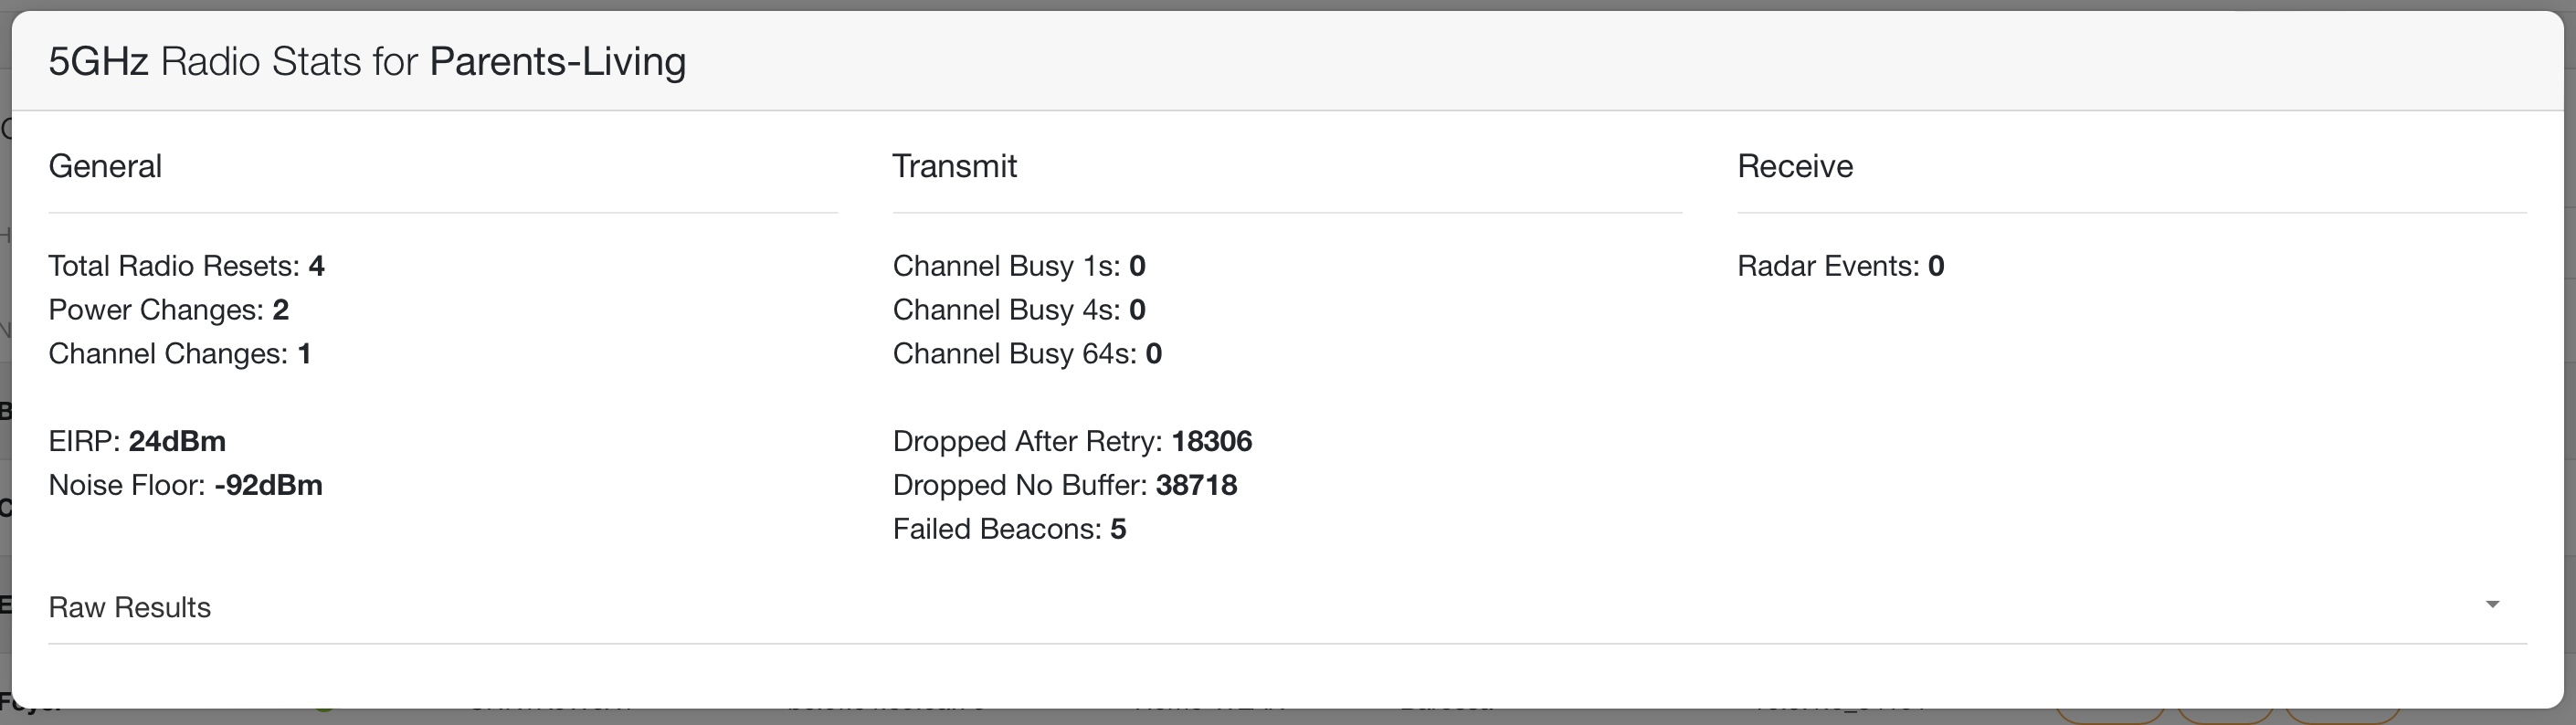 5GHz Radio Stats for Parents-Living
General
Total Radio Resets: 4
Power Changes: 2
Channel Changes: 1
EIRP: 24dBm
Noise Floor: -92dBm
Transmit
Channel Busy 1s: 0
Channel Busy 4s: 0
Channel Busy 64s: 0
Dropped After Retry: 18306
Dropped No Buffer: 38718
Failed Beacons: 5
Receive
Radar Events: 0
Raw Results